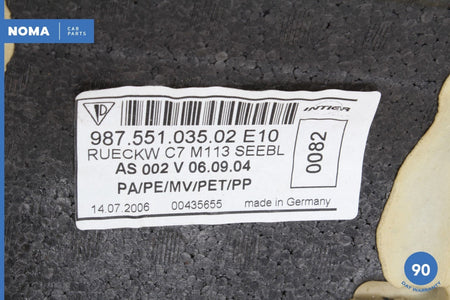 NOMA CAR PARTS
INTIER
987.551.035.02 E10
RUECKW C7 M113 SEEBL
AS 002 V 06.09.04
PA/PE/MV/PET/PP
0082
14.07.2006 00435655 made in Germany
90
DAY WARRANTY